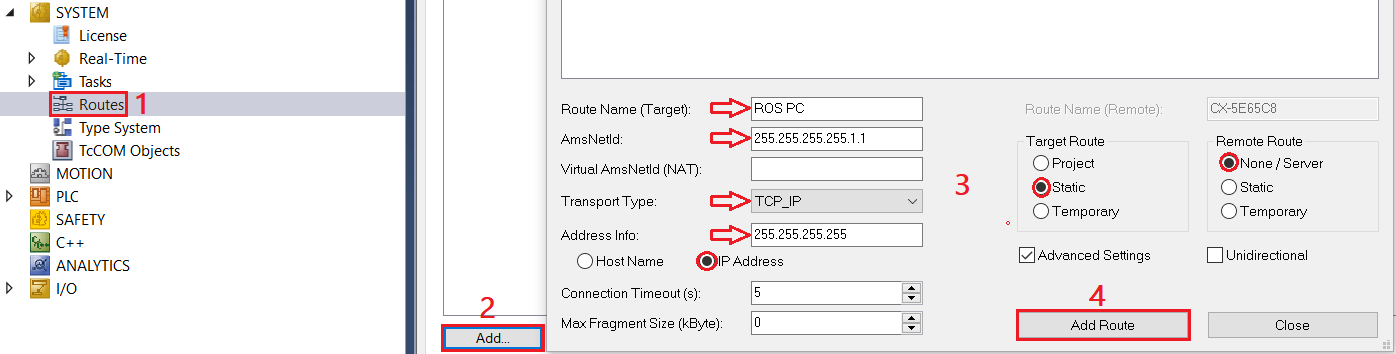 SYSTEM
License
Real-Time
Tasks
Routes 1
Type System
TcCOM Objects
MOTION
PLC
SAFETY
C++
ANALYTICS
I/O
2
Add...
Route Name (Target): ROS PC
AmsNetId: 255.255.255.255.1.1
Virtual AmsNetId (NAT):
Transport Type: TCP_IP
Address Info: 255.255.255.255
Host Name IP Address
Connection Timeout (s): 5
Max Fragment Size (kByte): 0
3
Route Name (Remote): CX-5E65C8
Target Route
Project
Static
Temporary
Remote Route
None / Server
Static
Temporary
Advanced Settings Unidirectional
4
Add Route Close